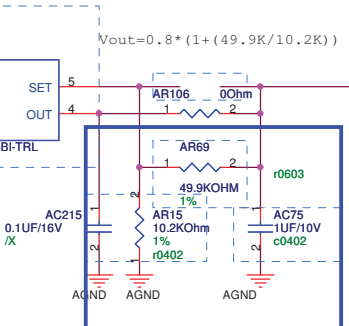 Vout=0.8*(1+(49.9K/10.2K))
SET
5
AR106
0Ohm
OUT
4
1
2
BI-TRL
AR69
1
2
r0603
49.9KOHM
1%
1
2
1
AC215
AR15
AC75
0.1UF/16V
10.2KOhm
1UF/10V
/X
1%
c0402
2
r0402
2
1
AGND
AGND
AGND